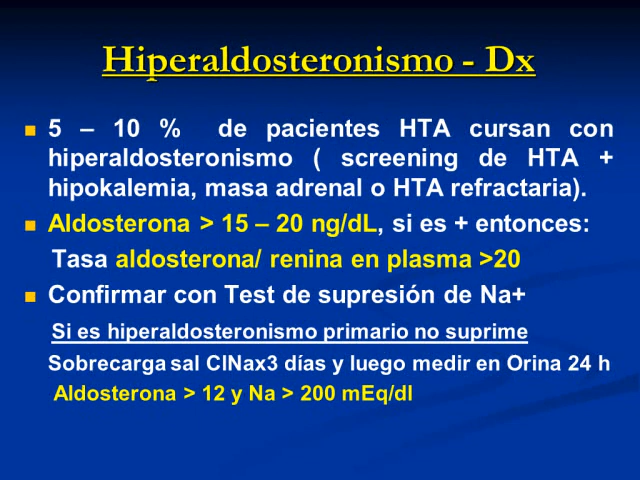 Hiperaldosteronismo - Dx
5 – 10 % de pacientes HTA cursan con
hiperaldosteronismo ( screening de HTA +
hipokalemia, masa adrenal o HTA refractaria).
Aldosterona > 15 – 20 ng/dL, si es + entonces:
Tasa aldosterona/ renina en plasma >20
Confirmar con Test de supresión de Na+
Si es hiperaldosteronismo primario no suprime
Sobrecarga sal ClNax3 días y luego medir en Orina 24 h
Aldosterona > 12 y Na > 200 mEq/dl